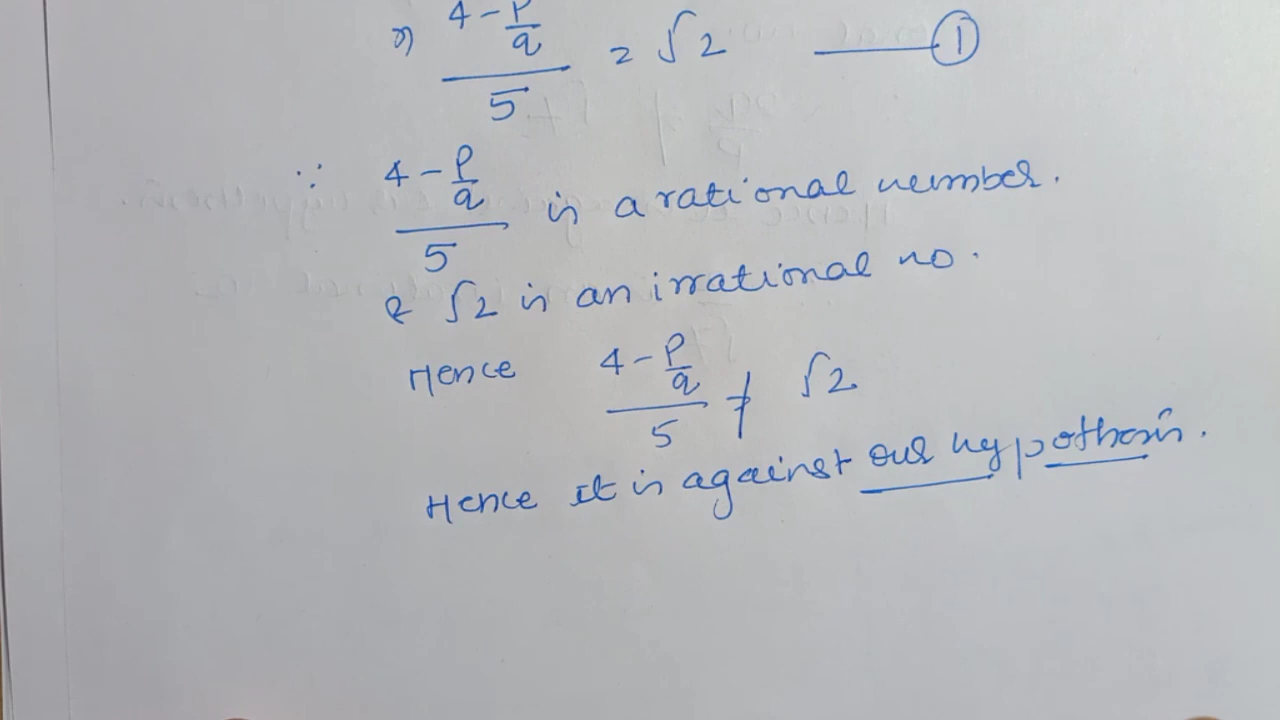 ⇒ (4 - p/q)/5 = √2 —— ①
∵ (4 - p/q)/5 is a rational number.
& √2 is an irrational no.
Hence (4 - p/q)/5 ≠ √2
Hence it is against our hypothesis.